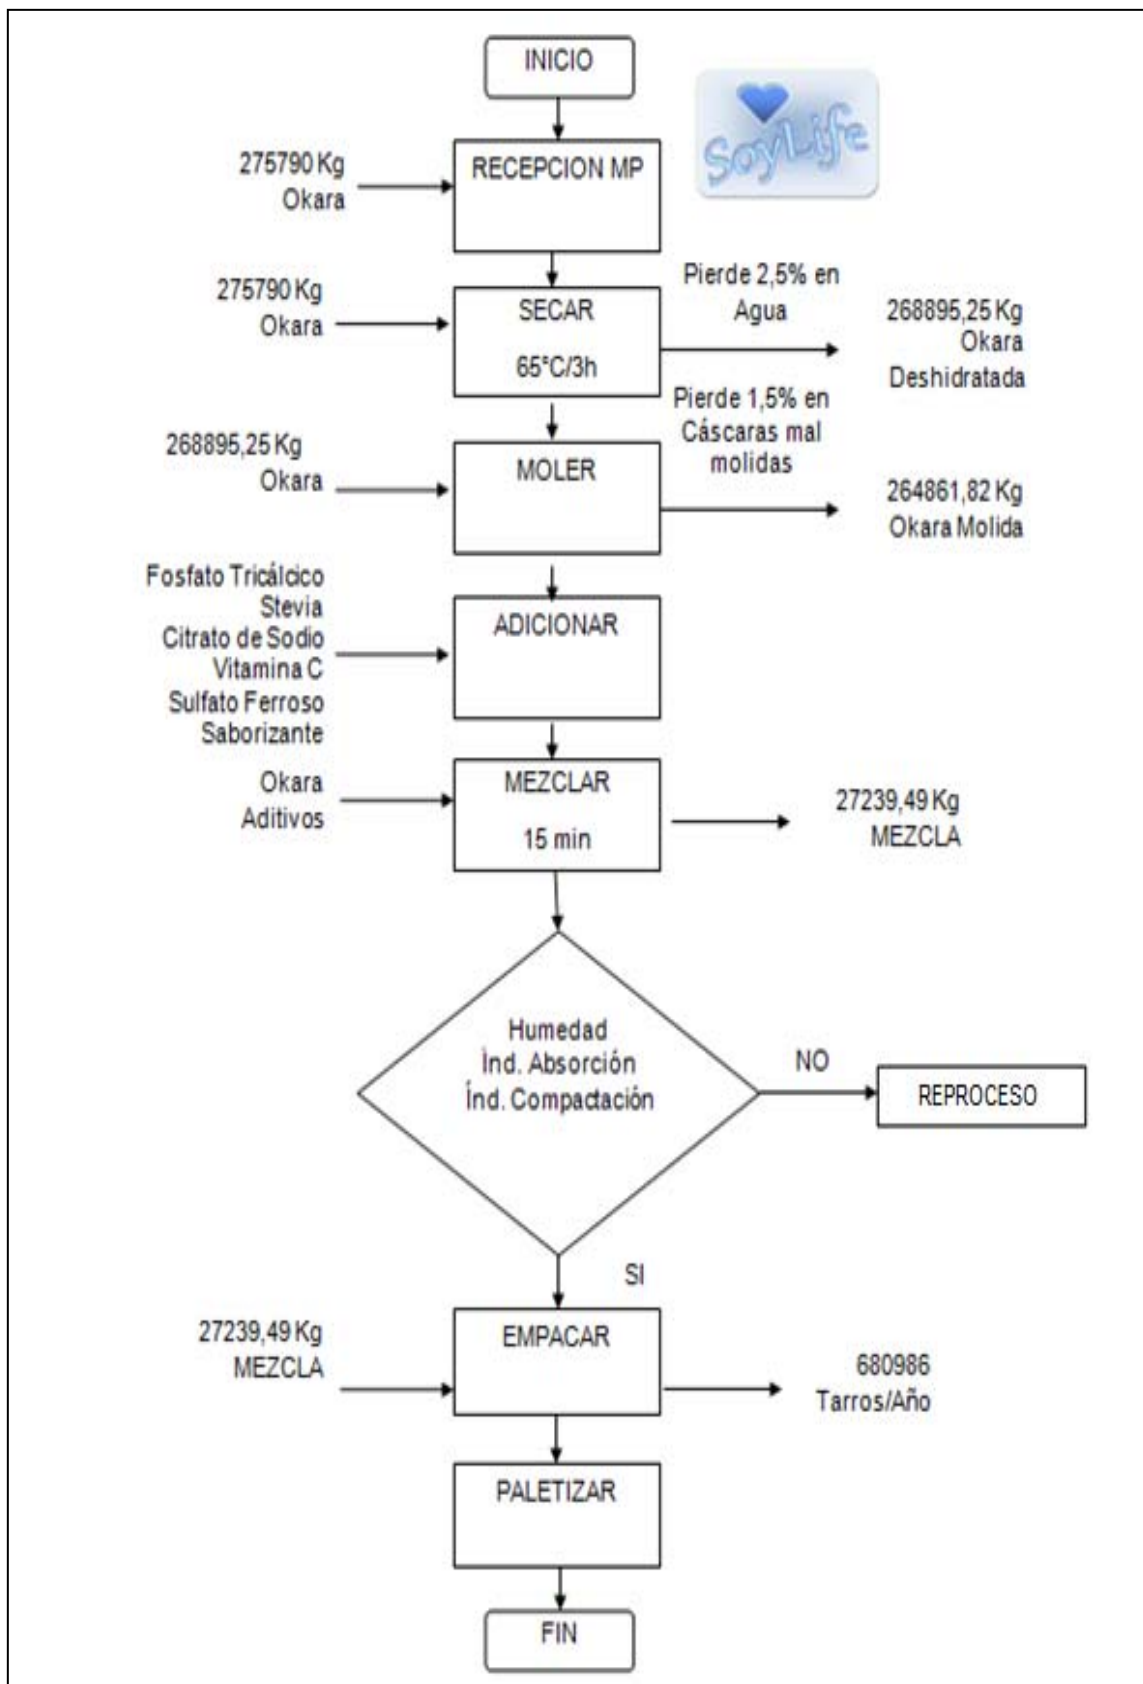 INICIO
SoyLife
275790 Kg
Okara
RECEPCION MP
275790 Kg
Okara
SECAR
65°C/3h
Pierde 2,5% en
Agua
268895,25 Kg
Okara
Deshidratada
268895,25 Kg
Okara
MOLER
Pierde 1,5% en
Cáscaras mal
molidas
264861,82 Kg
Okara Molida
Fosfato Tricálcico
Stevia
Citrato de Sodio
Vitamina C
Sulfato Ferroso
Saborizante
ADICIONAR
Okara
Aditivos
MEZCLAR
15 min
27239,49 Kg
MEZCLA
Humedad
Índ. Absorción
Índ. Compactación
NO
REPROCESO
SI
27239,49 Kg
MEZCLA
EMPACAR
680986
Tarros/Año
PALETIZAR
FIN